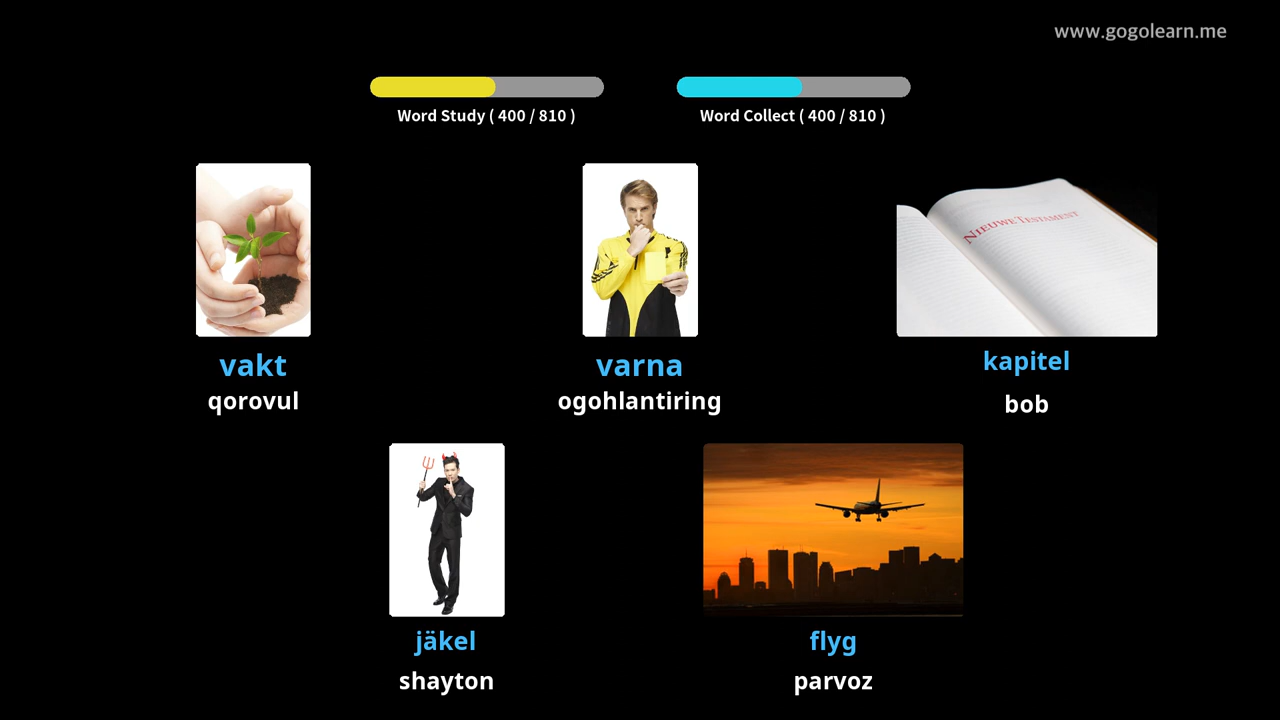 www.gogolearn.me
Word Study ( 400 / 810 )
Word Collect ( 400 / 810 )
NIEUWE TESTAMENT
vakt
qorovul
varna
ogohlantiring
kapitel
bob
jäkel
shayton
flyg
parvoz